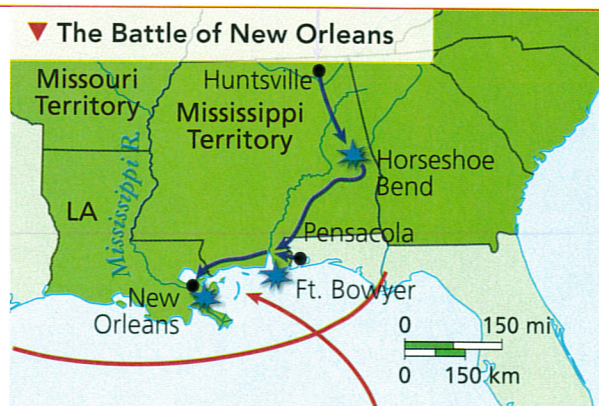 ▼ The Battle of New Orleans
Missouri
Territory
Huntsville
Mississippi
Territory
Mississippi R.
Horseshoe
Bend
LA
Pensacola
New
Orleans
Ft. Bowyer
0 150 mi
0 150 km